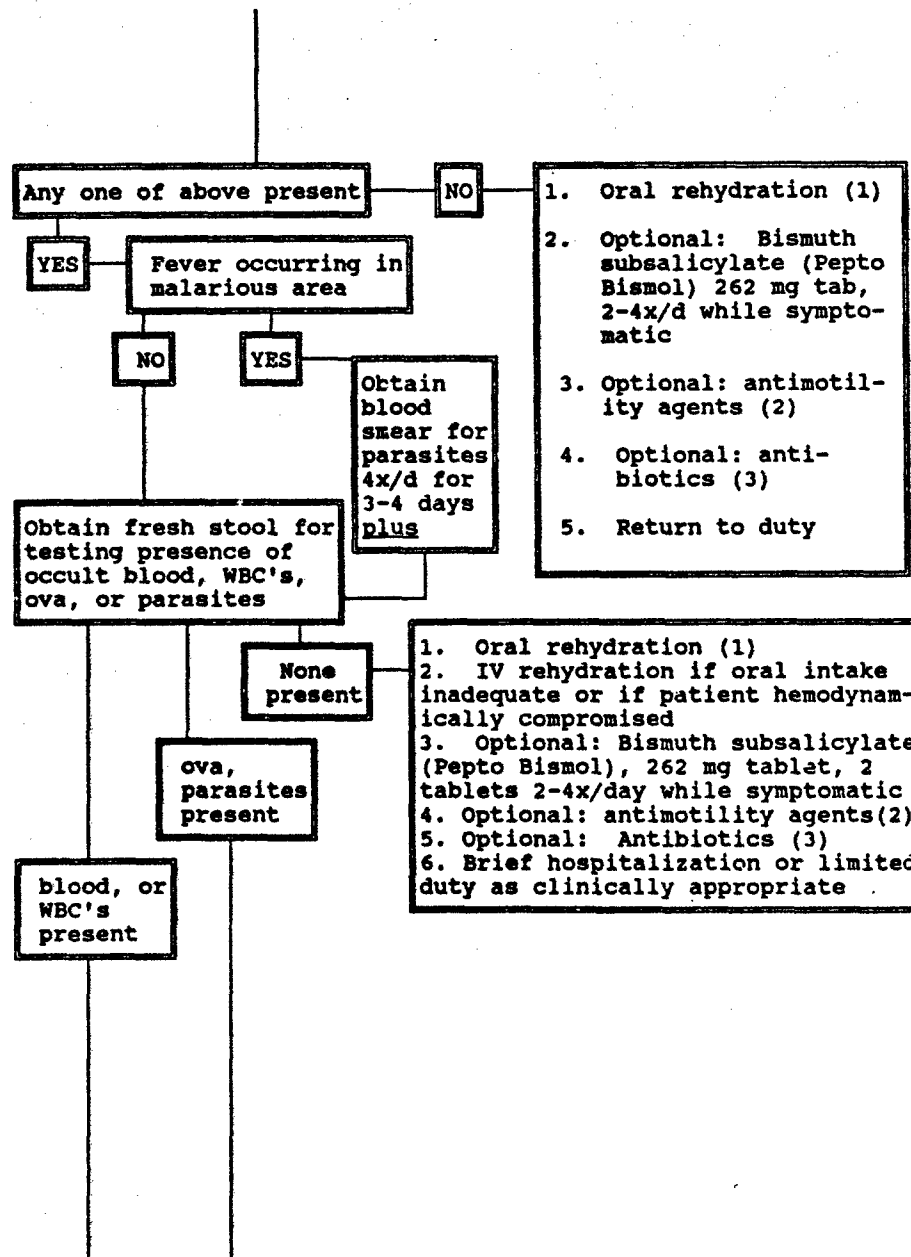 Any one of above present
NO
1. Oral rehydration (1)
2. Optional: Bismuth
subsalicylate (Pepto
Bismol) 262 mg tab,
2-4x/d while sympto-
matic
3. Optional: antimotil-
ity agents (2)
4. Optional: anti-
biotics (3)
5. Return to duty
YES
Fever occurring in
malarious area
NO
YES
Obtain
blood
smear for
parasites
4x/d for
3-4 days
plus
Obtain fresh stool for
testing presence of
occult blood, WBC's,
ova, or parasites
None
present
1. Oral rehydration (1)
2. IV rehydration if oral intake
inadequate or if patient hemodynam-
ically compromised
3. Optional: Bismuth subsalicylate
(Pepto Bismol), 262 mg tablet, 2
tablets 2-4x/day while symptomatic
4. Optional: antimotility agents(2)
5. Optional: Antibiotics (3)
6. Brief hospitalization or limited
duty as clinically appropriate
ova,
parasites
present
blood, or
WBC's
present